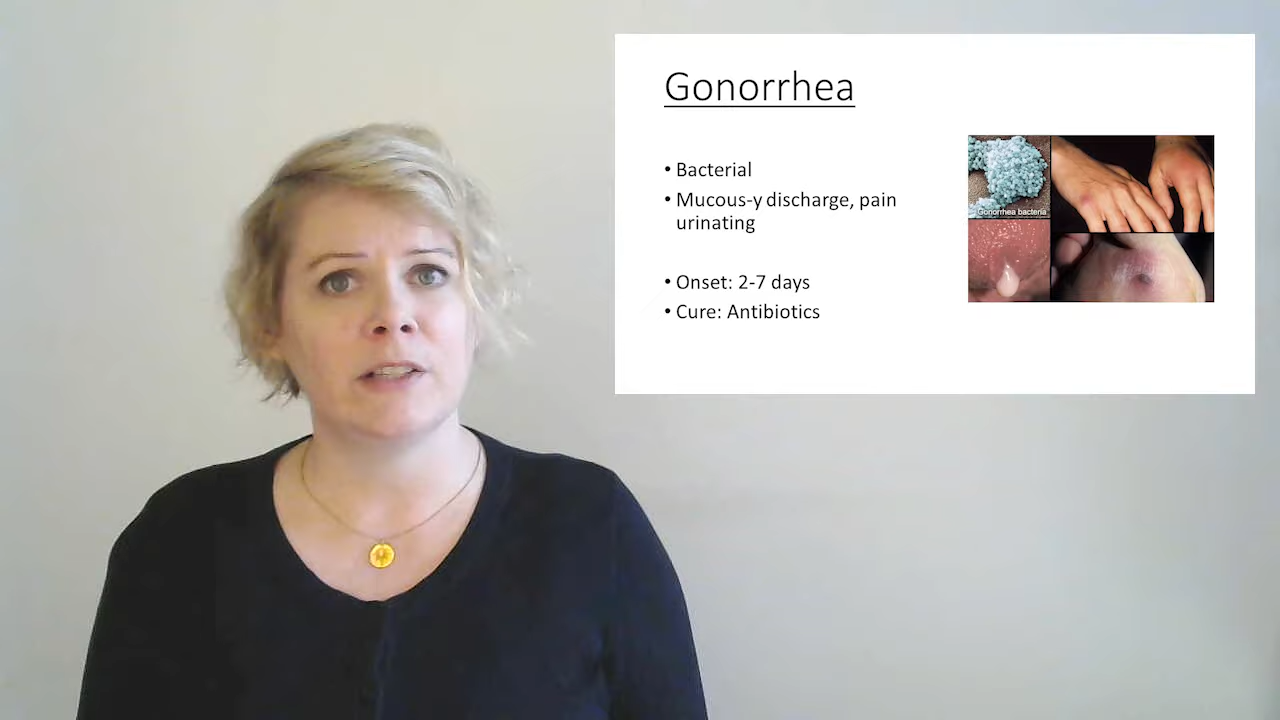 Gonorrhea
• Bacterial
• Mucous-y discharge, pain
urinating
• Onset: 2-7 days
• Cure: Antibiotics
Gonorrhea bacteria